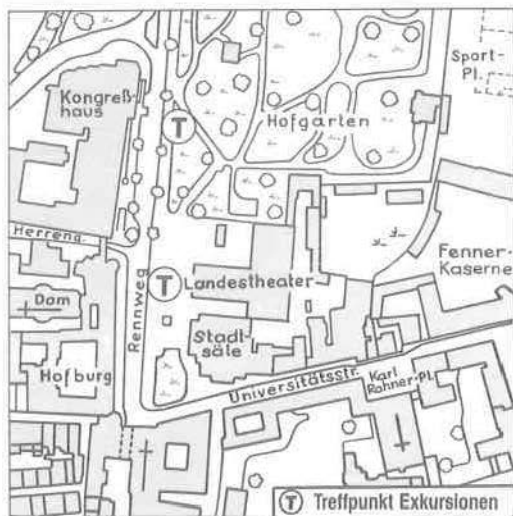 Sport-
Pl.
Kongreß-
haus
T
Hofgarten
Herreng.
Fenner-
Kaserne
Rennweg
T
Landestheater
Dom
Stadt
säle
Hofburg
Universitätsstr.
Karl
Rahner-Pl.
T Treffpunkt Exkursionen